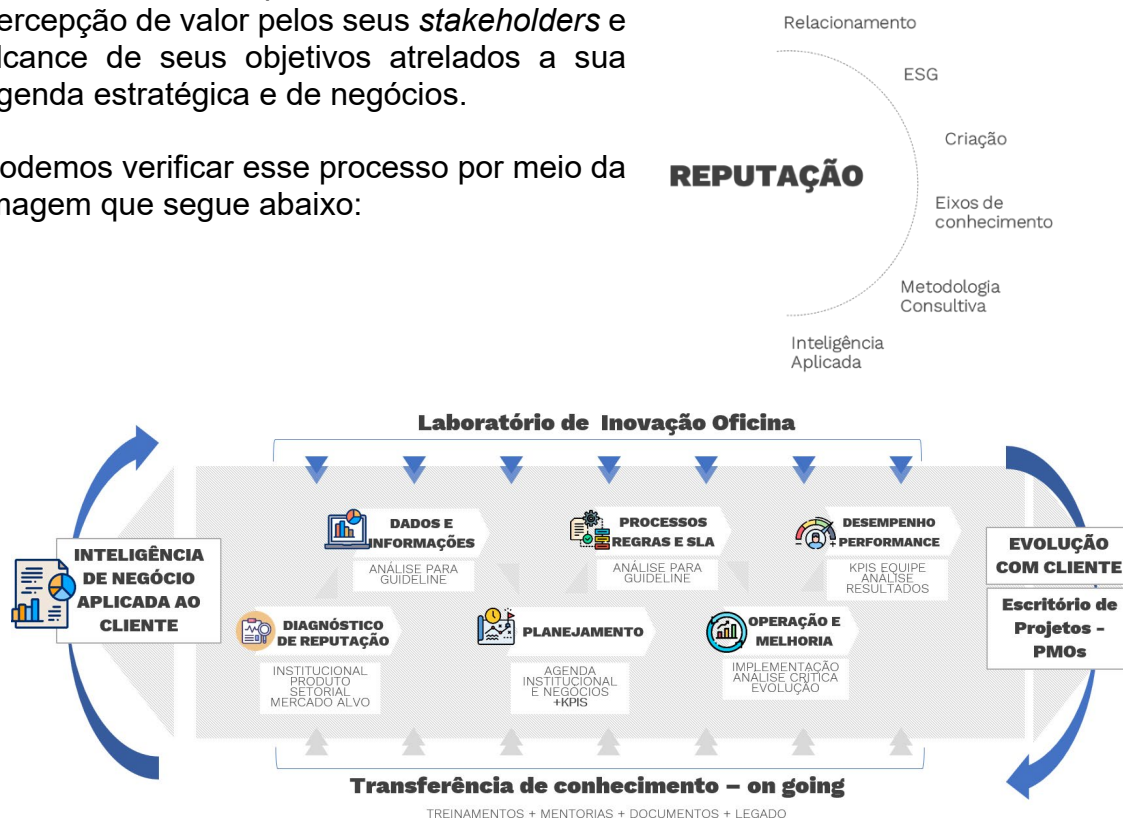 percepção de valor pelos seus stakeholders e
alcance de seus objetivos atrelados a sua
agenda estratégica e de negócios.
Podemos verificar esse processo por meio da
imagem que segue abaixo:
Relacionamento
ESG
Criação
REPUTAÇÃO
Eixos de
conhecimento
Metodologia
Consultiva
Inteligência
Aplicada
Laboratório de Inovação Oficina
INTELIGÊNCIA
DE NEGÓCIO
APLICADA AO
CLIENTE
DADOS E
INFORMAÇÕES
ANÁLISE PARA
GUIDELINE
PROCESSOS
REGRAS E SLA
ANÁLISE PARA
GUIDELINE
DESEMPENHO
PERFORMANCE
KPIS EQUIPE
ANÁLISE
RESULTADOS
DIAGNÓSTICO
DE REPUTAÇÃO
INSTITUCIONAL
PRODUTO
SETORIAL
MERCADO ALVO
PLANEJAMENTO
AGENDA
INSTITUCIONAL
E NEGÓCIOS
+KPIS
OPERAÇÃO E
MELHORIA
IMPLEMENTAÇÃO
ANÁLISE CRÍTICA
EVOLUÇÃO
EVOLUÇÃO
COM CLIENTE
Escritório de
Projetos -
PMOs
Transferência de conhecimento – on going
TREINAMENTOS + MENTORIAS + DOCUMENTOS + LEGADO